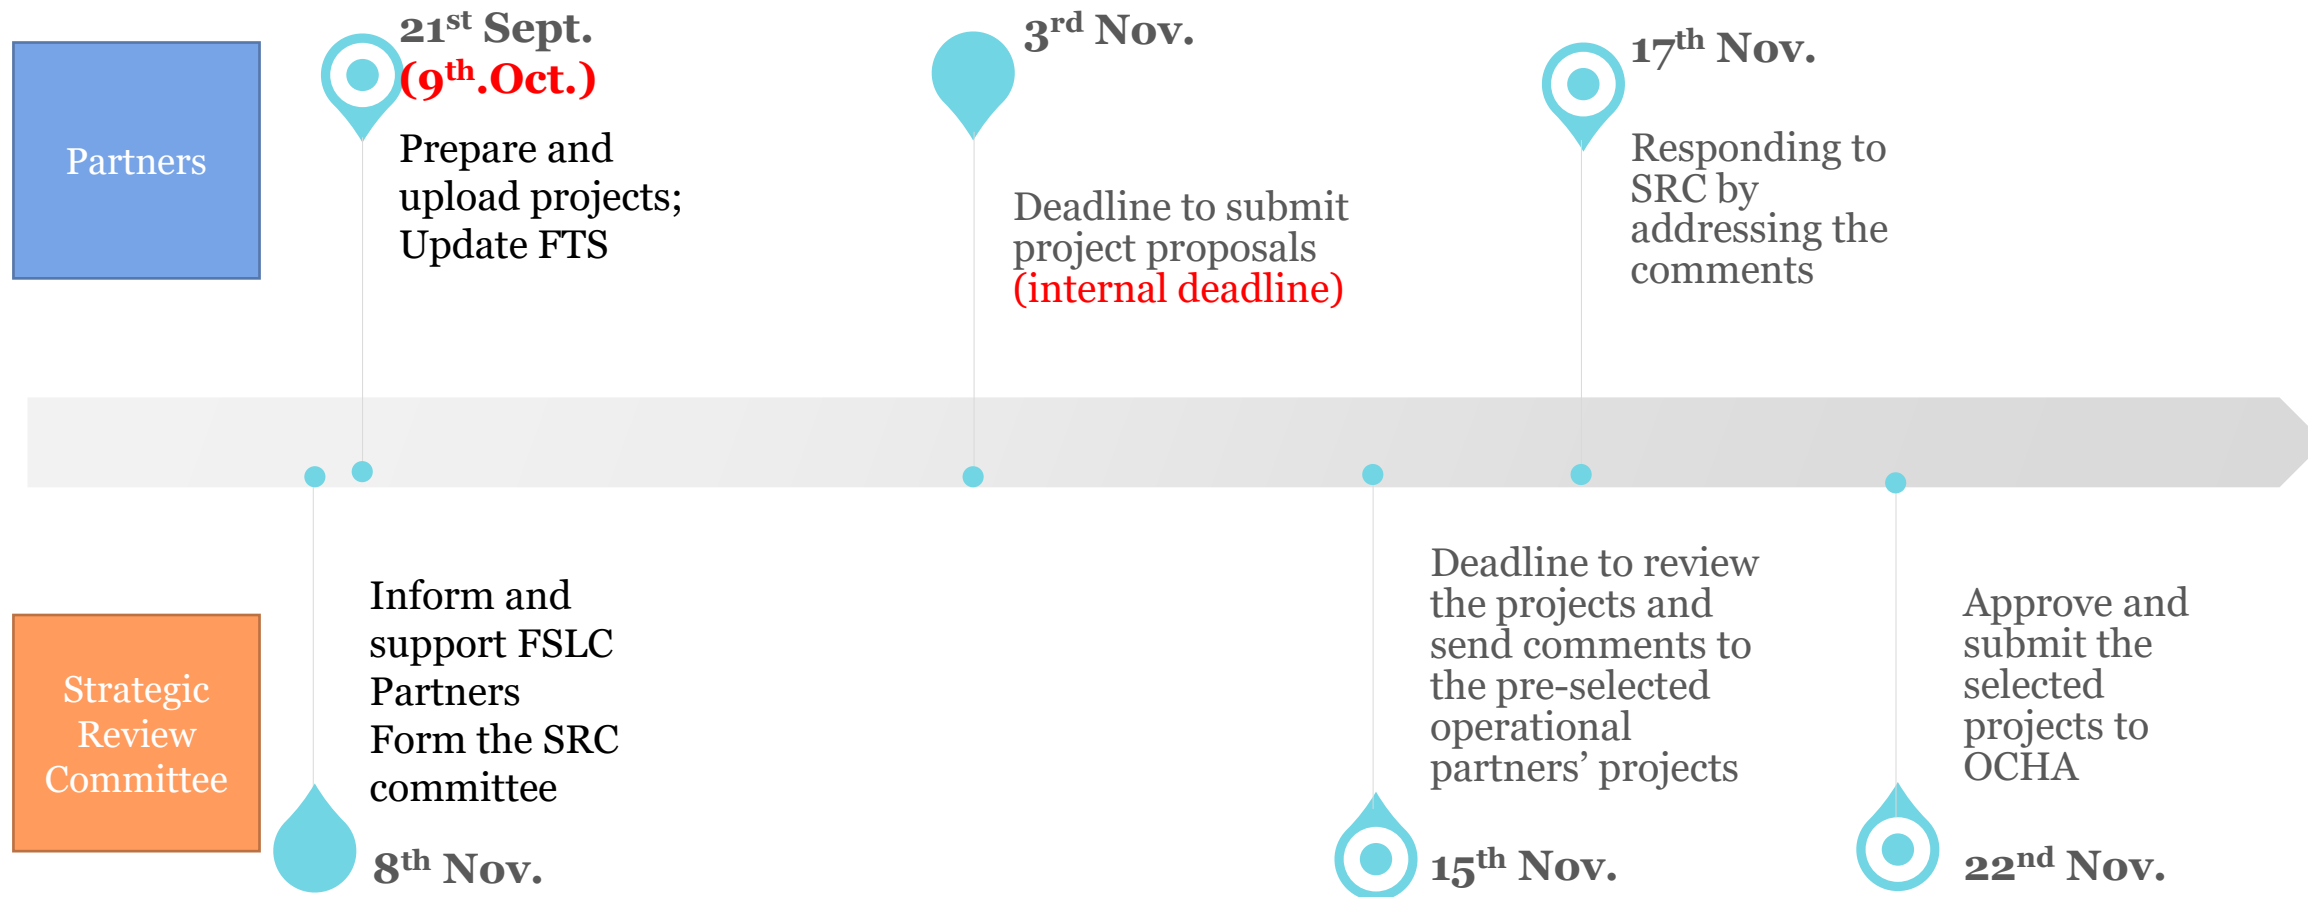 Partners
21st Sept.
(9th.Oct.)
Prepare and
upload projects;
Update FTS
3rd Nov.
Deadline to submit
project proposals
(internal deadline)
17th Nov.
Responding to
SRC by
addressing the
comments
Strategic
Review
Committee
Inform and
support FSLC
Partners
Form the SRC
committee
8th Nov.
Deadline to review
the projects and
send comments to
the pre-selected
operational
partners’ projects
15th Nov.
Approve and
submit the
selected
projects to
OCHA
22nd Nov.